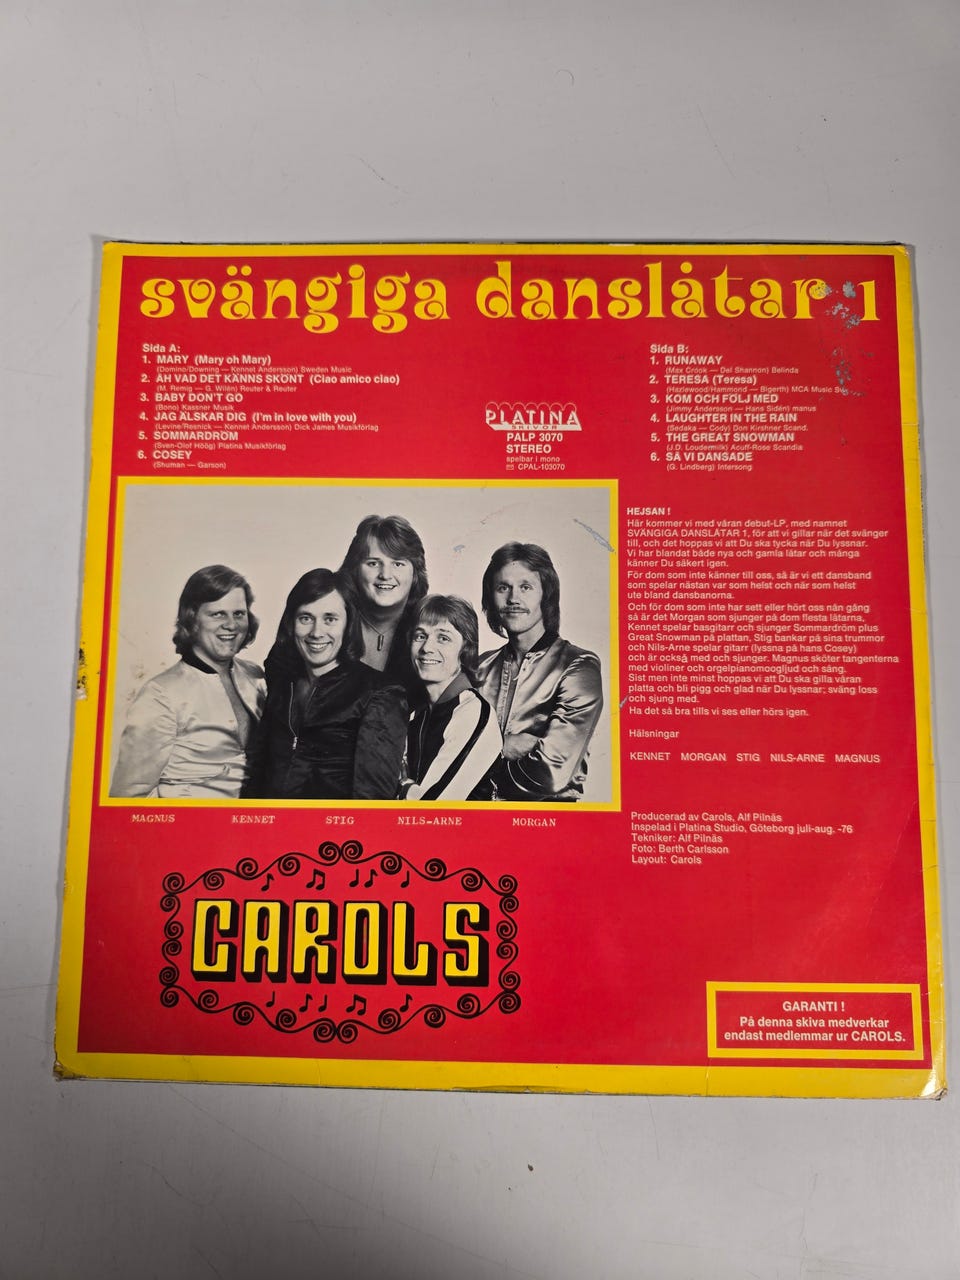 svängiga danslåtar 1
Sida A:
1. MARY (Mary oh Mary)
(Domino/Downing — Kennet Andersson) Sweden Music
2. ÅH VAD DET KÄNNS SKÖNT (Ciao amico ciao)
(M. Remig — G. Wilén) Reuter & Reuter
3. BABY DON'T GO
(Bono) Kassner Musik
4. JAG ÄLSKAR DIG (I'm in love with you)
(Levine/Resnick — Kennet Andersson) Dick James Musikförlag
5. SOMMARDRÖM
(Sven-Olof Höög) Platina Musikförlag
6. COSEY
(Shuman — Garson)
PLATINA
SKIVOR
PALP 3070
STEREO
spelbar i mono
CPAL-103070
Sida B:
1. RUNAWAY
(Max Crook — Del Shannon) Belinda
2. TERESA (Teresa)
(Hazlewood/Hammond — Bigerth) MCA Music
3. KOM OCH FÖLJ MED
(Jimmy Andersson — Hans Sidén) manus
4. LAUGHTER IN THE RAIN
(Sedaka — Cody) Don Kirshner Scand.
5. THE GREAT SNOWMAN
(J.D. Loudermilk) Acuff-Rose Scandia
6. SÅ VI DANSADE
(G. Lindberg) Intersong
HEJSAN !
Här kommer vi med våran debut-LP, med namnet
SVÄNGIGA DANSLÅTAR 1, för att vi gillar när det svänger
till, och det hoppas vi att Du ska tycka när Du lyssnar.
Vi har blandat både nya och gamla låtar och många
känner Du säkert igen.
För dom som inte känner till oss, så är vi ett dansband
som spelar nästan var som helst och när som helst
ute bland dansbanorna.
Och för dom som inte har sett eller hört oss nån gång
så är det Morgan som sjunger på dom flesta låtarna,
Kennet spelar basgitarr och sjunger Sommardröm plus
Great Snowman på plattan, Stig bankar på sina trummor
och Nils-Arne spelar gitarr (lyssna på hans Cosey)
och är också med och sjunger. Magnus sköter tangenterna
med violiner och orgelpianomoogljud och sång.
Sist men inte minst hoppas vi att Du ska gilla våran
platta och bli pigg och glad när Du lyssnar; sväng loss
och sjung med.
Ha det så bra tills vi ses eller hörs igen.
Hälsningar
KENNET MORGAN STIG NILS-ARNE MAGNUS
MAGNUS KENNET STIG NILS-ARNE MORGAN
Producerad av Carols, Alf Pilnäs
Inspelad i Platina Studio, Göteborg juli-aug. -76
Tekniker: Alf Pilnäs
Foto: Berth Carlsson
Layout: Carols
CAROLS
GARANTI !
På denna skiva medverkar
endast medlemmar ur CAROLS.